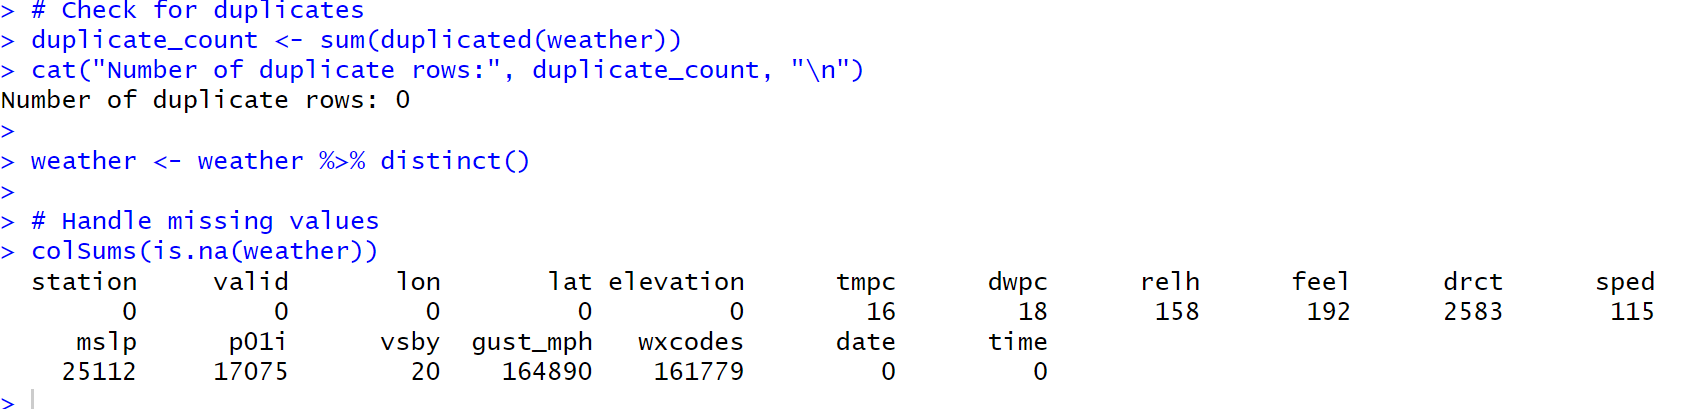 > # Check for duplicates
> duplicate_count <- sum(duplicated(weather))
> cat("Number of duplicate rows:", duplicate_count, "\n")
Number of duplicate rows: 0
>
> weather <- weather %>% distinct()
>
> # Handle missing values
> colSums(is.na(weather))
station valid lon lat elevation tmpc dwpc relh feel drct sped
0 0 0 0 0 16 18 158 192 2583 115
mslp p01i vsby gust_mph wxcodes date time
25112 17075 20 164890 161779 0 0
>